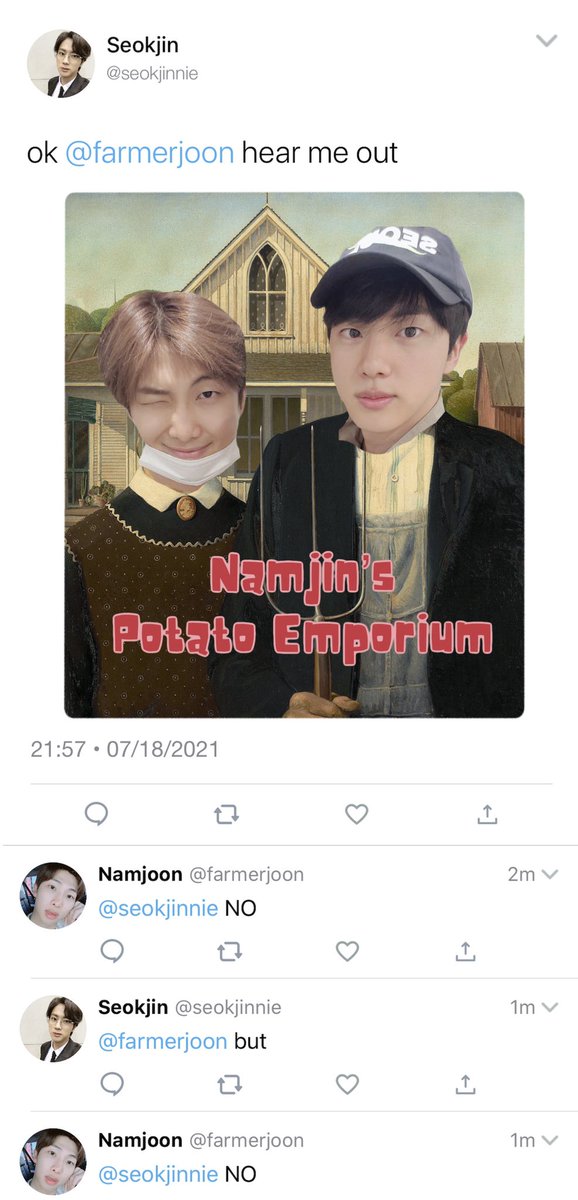 Seokjin
@seokjinnie
ok @farmerjoon hear me out
SEOUL
Namjin's
Potato Emporium
21:57 • 07/18/2021
Namjoon @farmerjoon 2m
@seokjinnie NO
Seokjin @seokjinnie 1m
@farmerjoon but
Namjoon @farmerjoon 1m
@seokjinnie NO